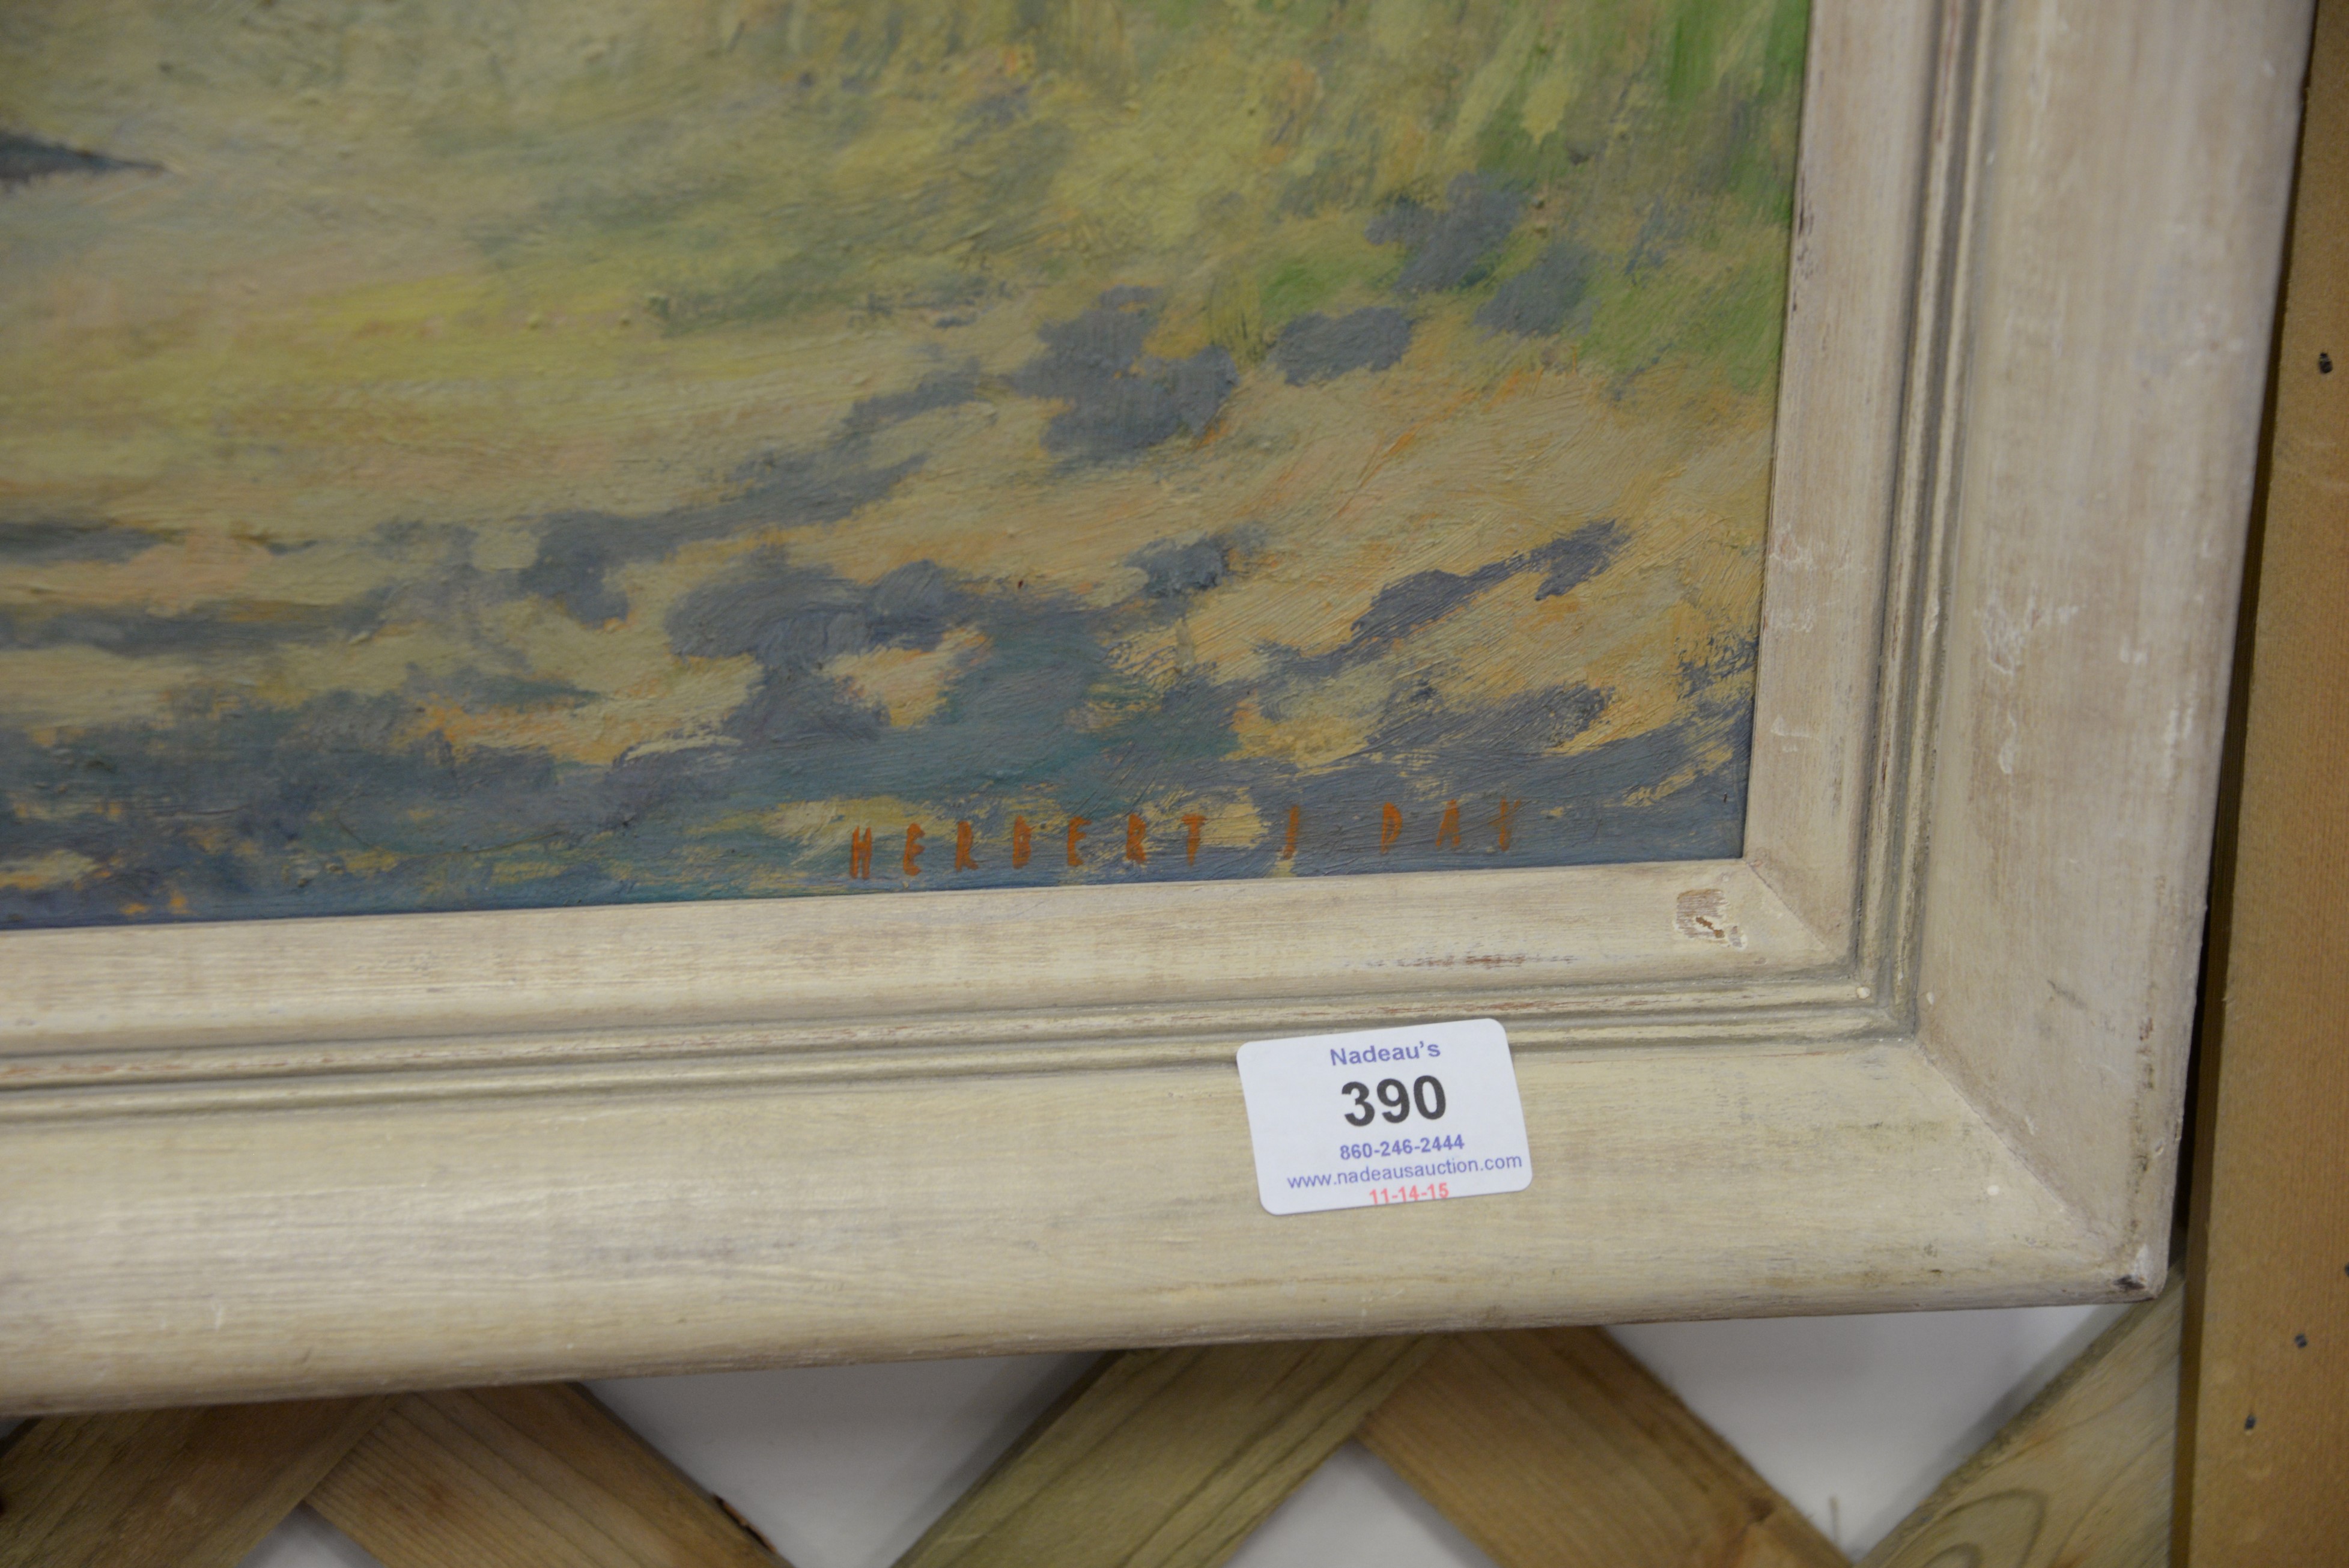 HERBERT J DAY
Nadeau's
390
860-246-2444
www.nadeausauction.com
11-14-15